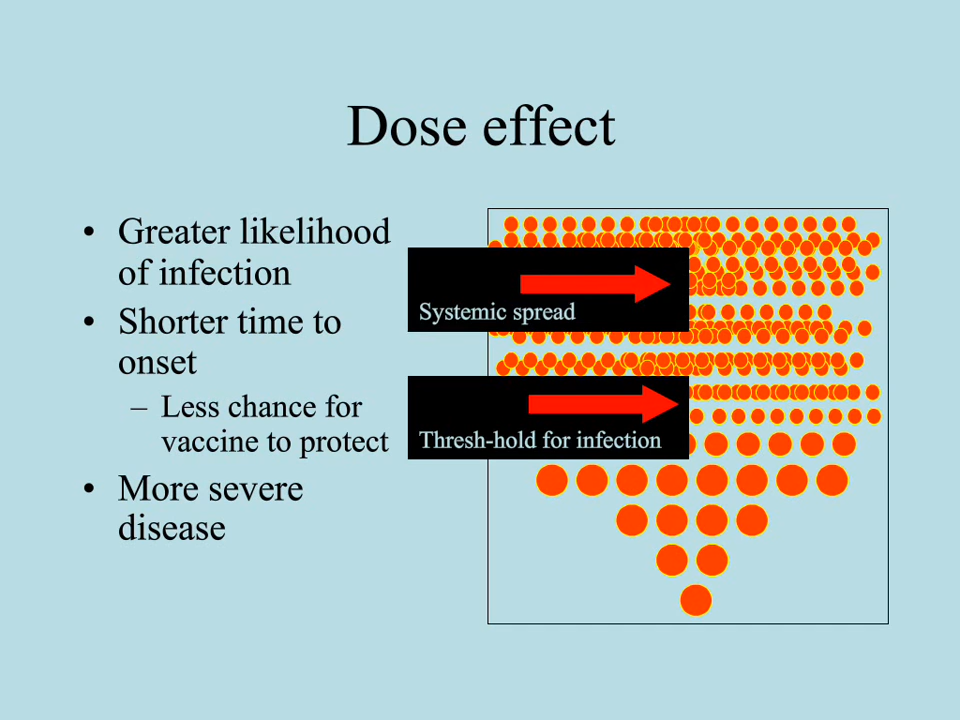 Dose effect
• Greater likelihood
of infection
• Shorter time to
onset
– Less chance for
vaccine to protect
• More severe
disease
Systemic spread
Thresh-hold for infection